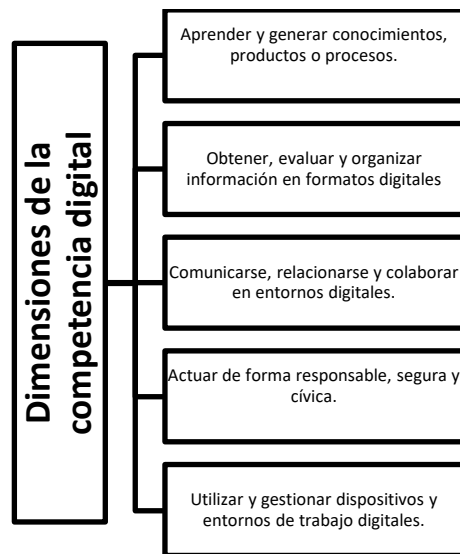 Dimensiones de la
competencia digital
Aprender y generar conocimientos,
productos o procesos.
Obtener, evaluar y organizar
información en formatos digitales
Comunicarse, relacionarse y colaborar
en entornos digitales.
Actuar de forma responsable, segura y
cívica.
Utilizar y gestionar dispositivos y
entornos de trabajo digitales.